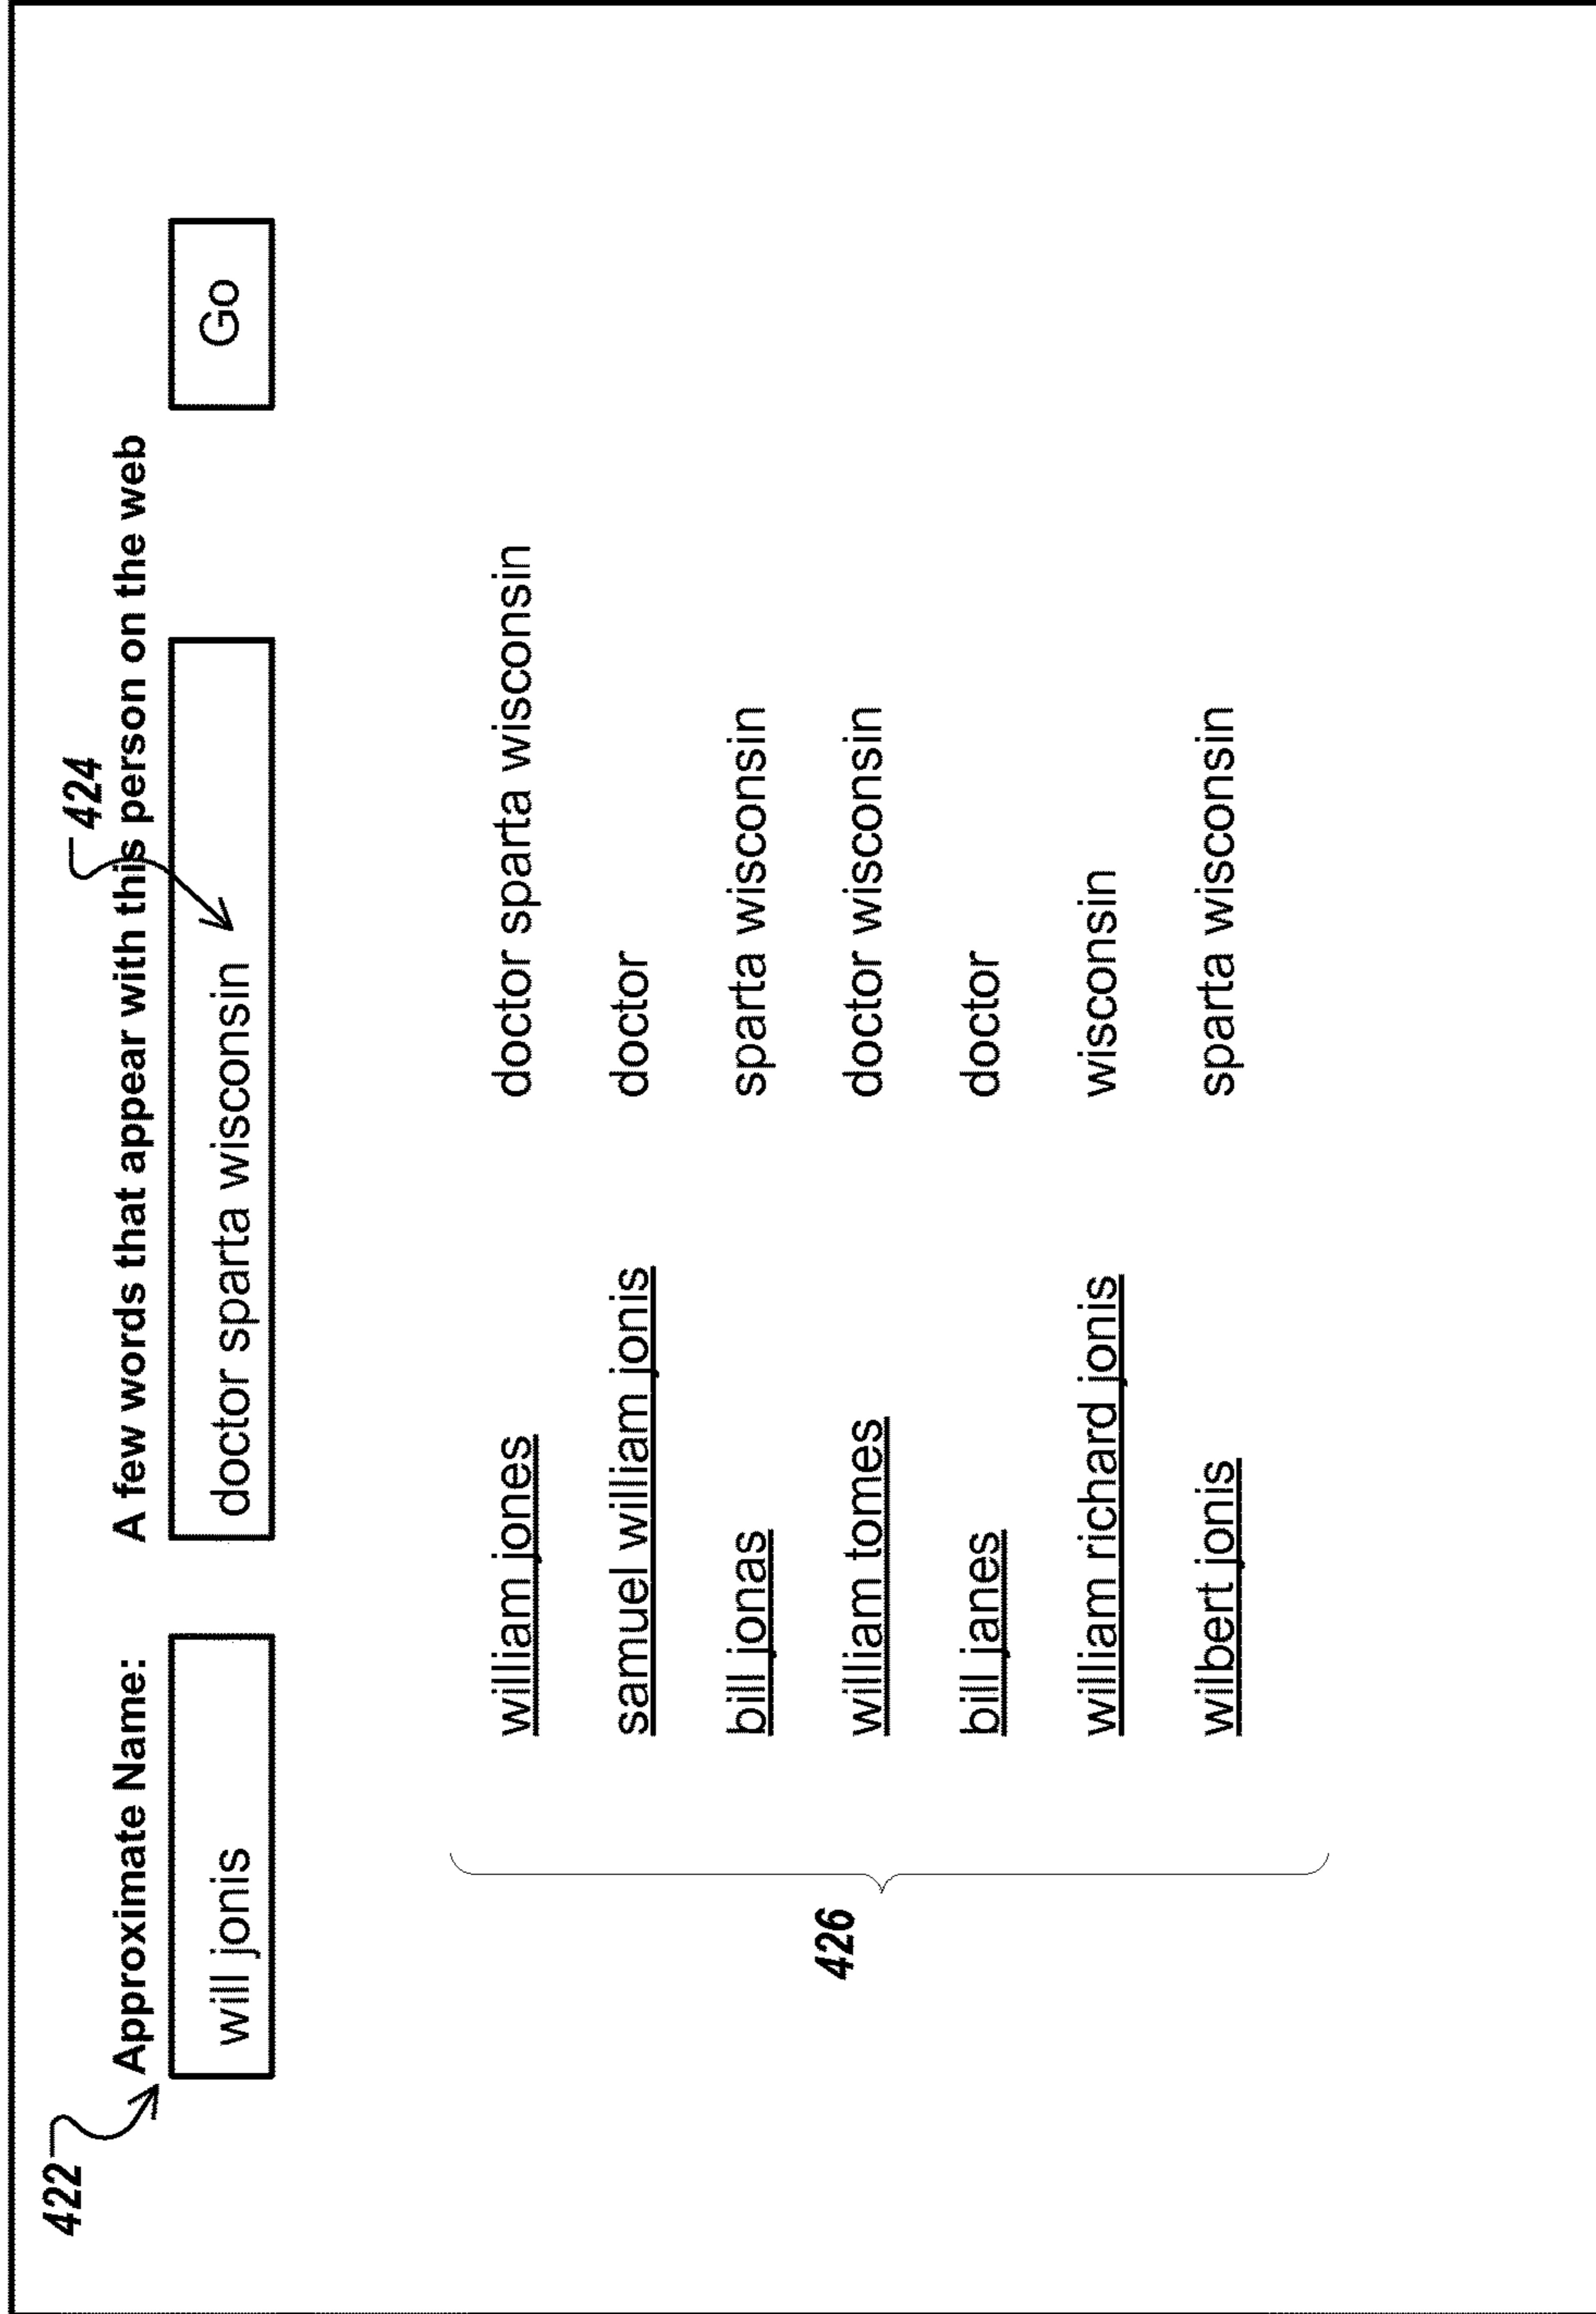 422
424
Approximate Name: A few words that appear with this person on the web
will jonis doctor sparta wisconsin Go
william jones doctor sparta wisconsin
samuel william jonis doctor
bill jonas sparta wisconsin
426
william tomes doctor wisconsin
bill janes doctor
william richard jonis wisconsin
wilbert jonis sparta wisconsin